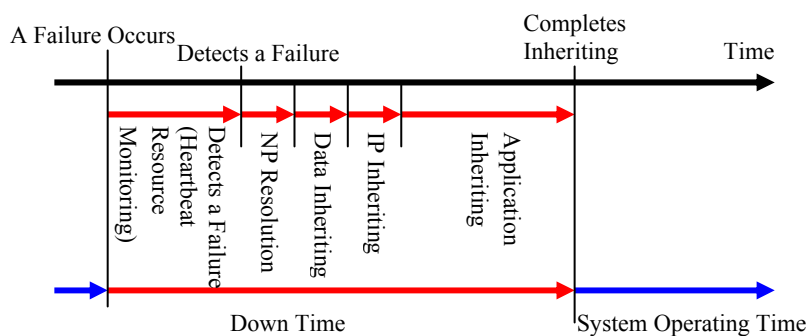 A Failure Occurs
Detects a Failure
Completes
Inheriting
Time
Detects a Failure
(Heartbeat
Resource
Monitoring)
NP Resolution
Data Inheriting
IP Inheriting
Application
Inheriting
Down Time
System Operating Time